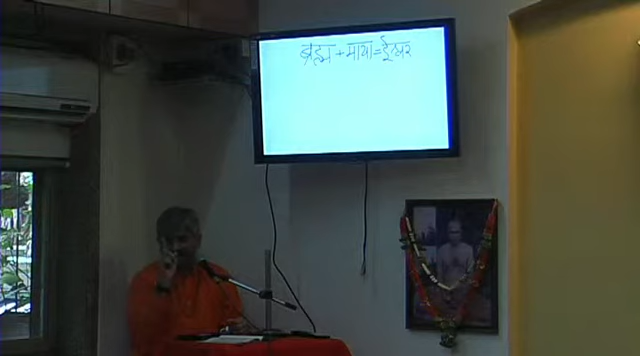 ब्रह्म + माया = ईश्वर